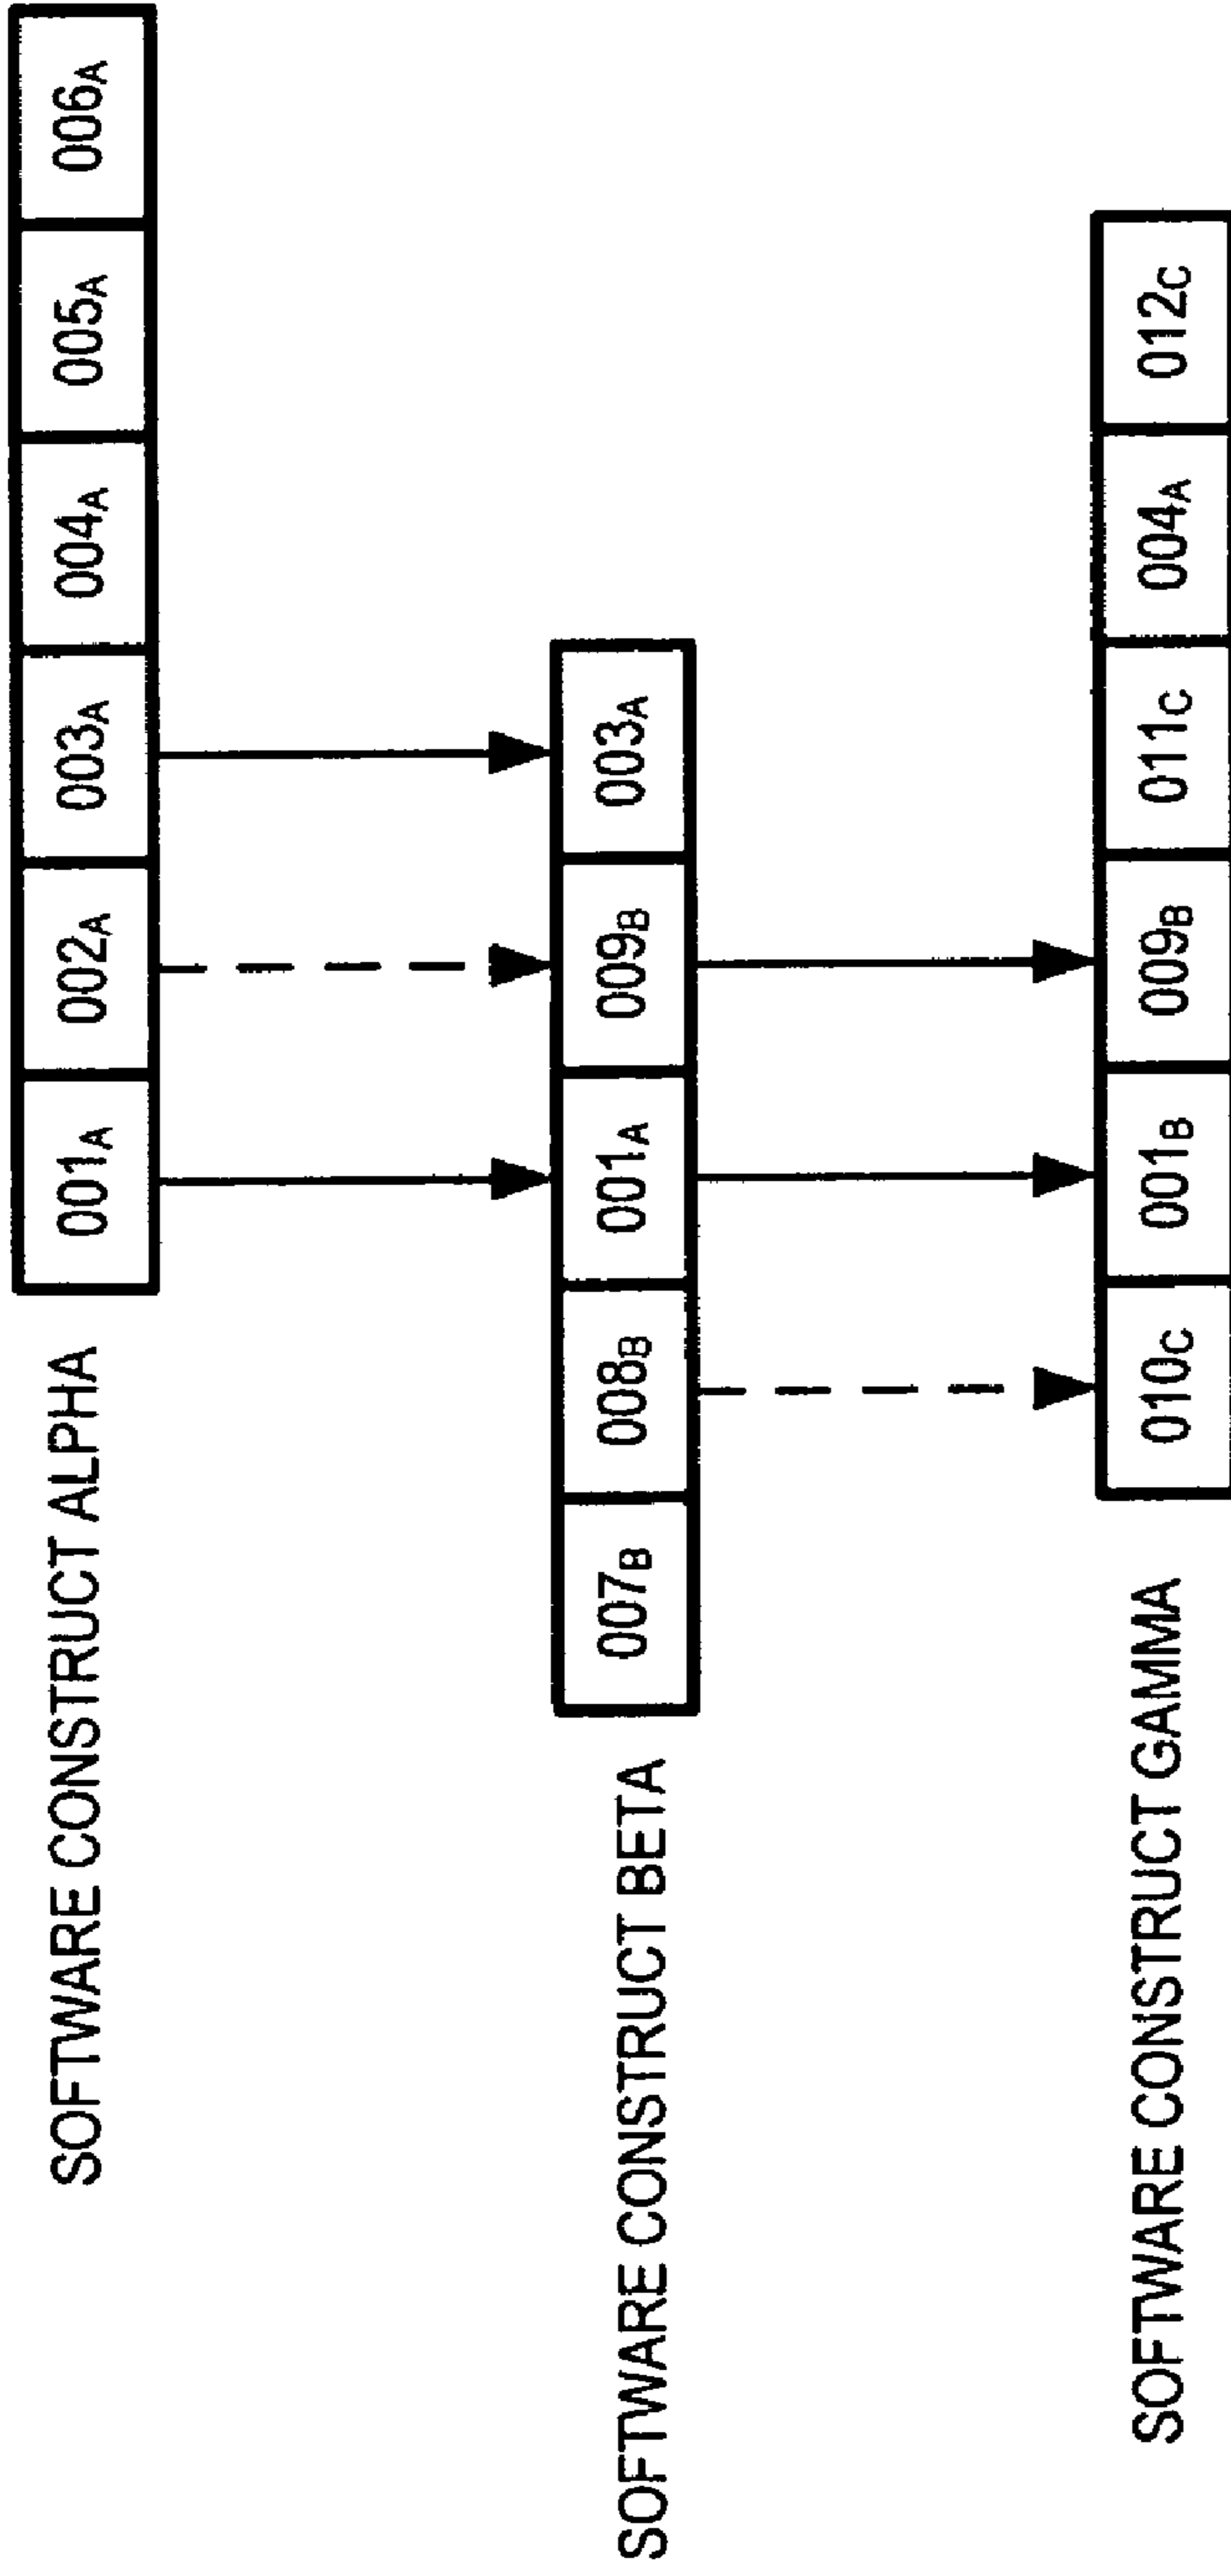 SOFTWARE CONSTRUCT ALPHA 001A 002A 003A 004A 005A 006A
SOFTWARE CONSTRUCT BETA 007B 008B 001A 009B 003A
SOFTWARE CONSTRUCT GAMMA 010C 001B 009B 011C 004A 012C